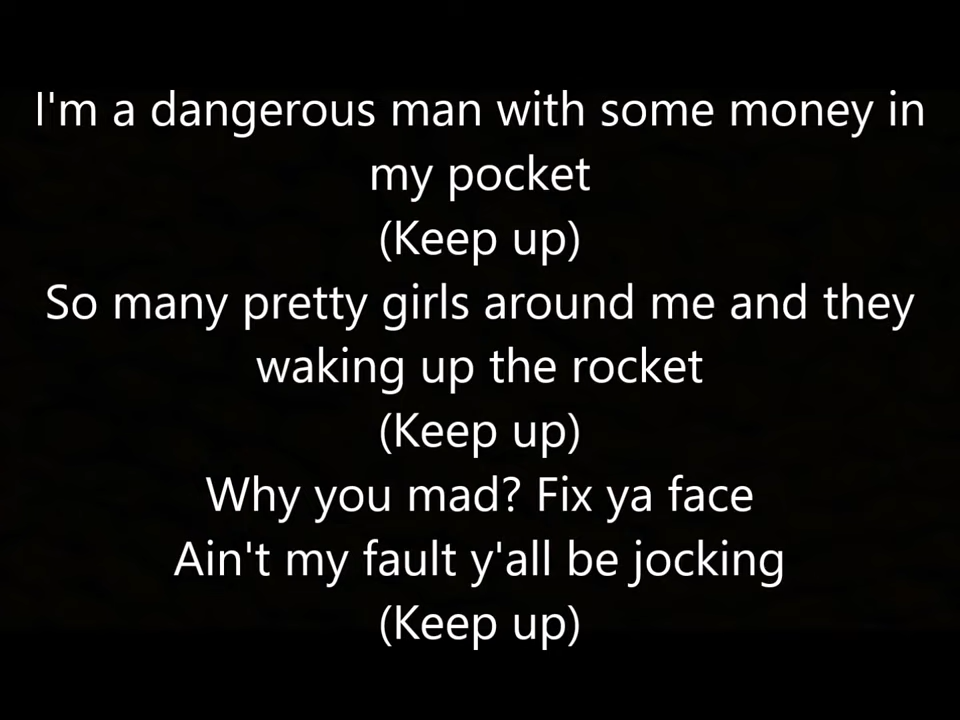 I'm a dangerous man with some money in
my pocket
(Keep up)
So many pretty girls around me and they
waking up the rocket
(Keep up)
Why you mad? Fix ya face
Ain't my fault y'all be jocking
(Keep up)